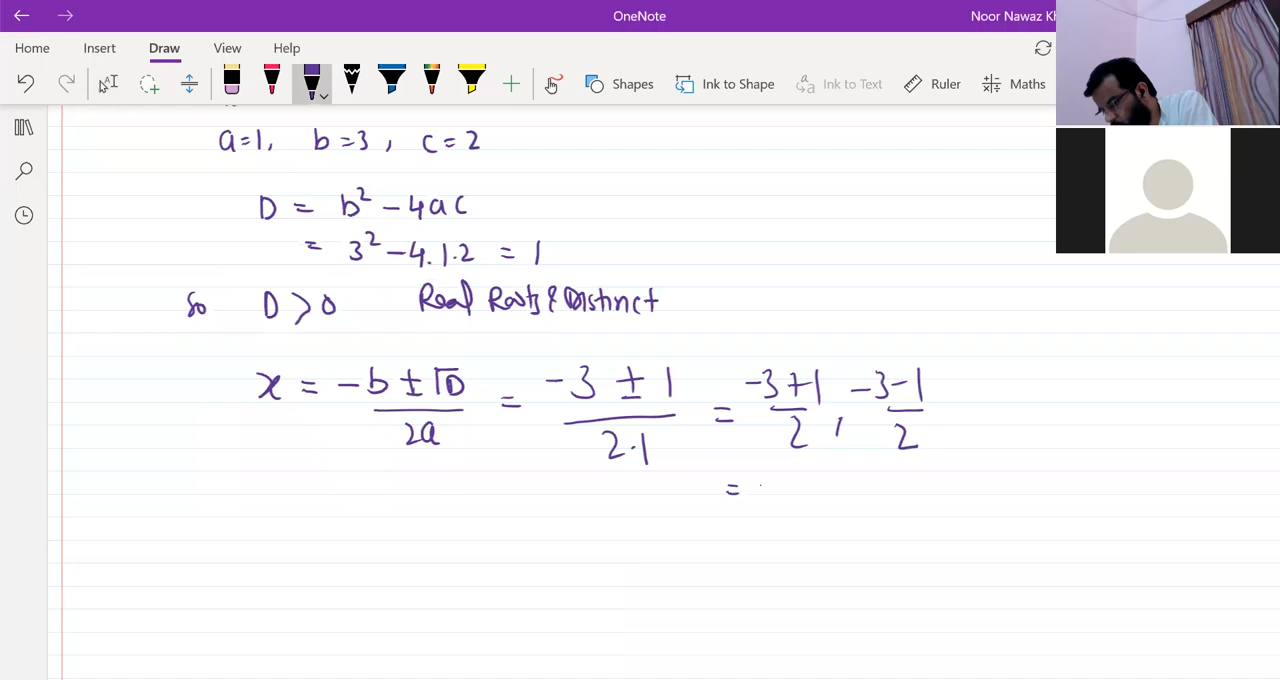 OneNote
Noor Nawaz Kh
Home Insert Draw View Help
Shapes Ink to Shape Ink to Text Ruler Maths
a=1, b=3, c=2
D = b² - 4ac
= 3² - 4.1.2 = 1
So D > 0 Real Roots & Distinct
x = -b ± √D / 2a = -3 ± 1 / 2·1 = -3+1 / 2 , -3-1 / 2
=